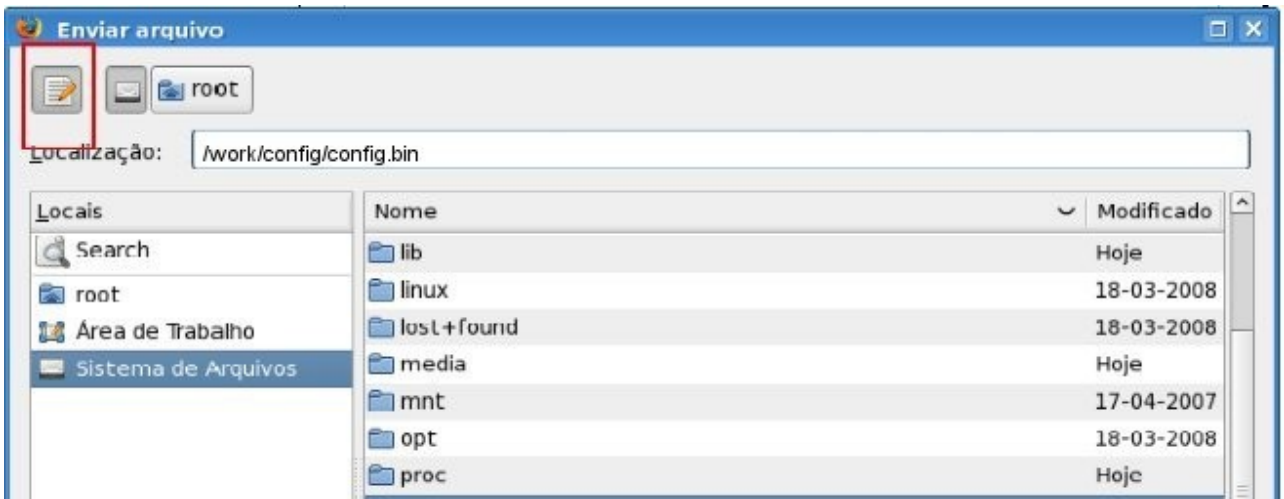 Enviar arquivo
root
Localização: /work/config/config.bin
Locais Nome Modificado
Search lib Hoje
root linux 18-03-2008
Área de Trabalho lost+found 18-03-2008
Sistema de Arquivos media Hoje
mnt 17-04-2007
opt 18-03-2008
proc Hoje